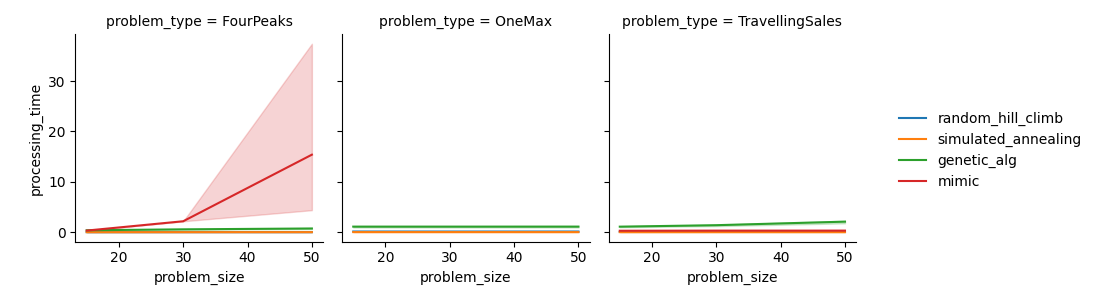 problem_type = FourPeaks
problem_type = OneMax
problem_type = TravellingSales
processing_time
30
20
10
0
20
30
40
50
20
30
40
50
20
30
40
50
problem_size
problem_size
problem_size
random_hill_climb
simulated_annealing
genetic_alg
mimic